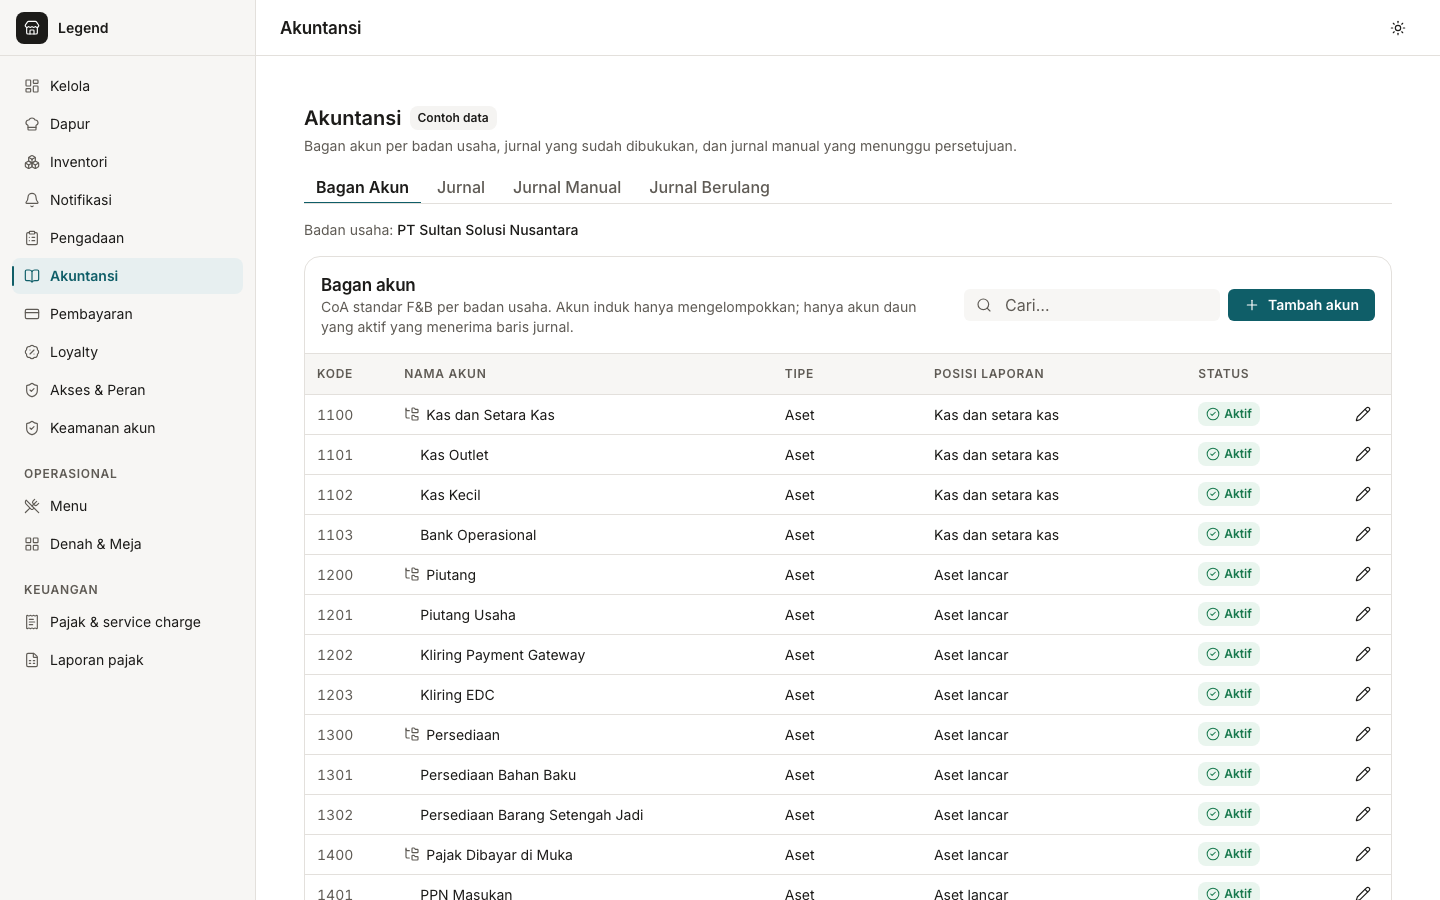 Legend
Akuntansi
Kelola
Dapur
Inventori
Notifikasi
Pengadaan
Akuntansi
Pembayaran
Loyalty
Akses & Peran
Keamanan akun
OPERASIONAL
Menu
Denah & Meja
KEUANGAN
Pajak & service charge
Laporan pajak
Akuntansi Contoh data
Bagan akun per badan usaha, jurnal yang sudah dibukukan, dan jurnal manual yang menunggu persetujuan.
Bagan Akun Jurnal Jurnal Manual Jurnal Berulang
Badan usaha: PT Sultan Solusi Nusantara
Bagan akun
CoA standar F&B per badan usaha. Akun induk hanya mengelompokkan; hanya akun daun
yang aktif yang menerima baris jurnal.
Cari...
Tambah akun
KODE NAMA AKUN TIPE POSISI LAPORAN STATUS
1100 Kas dan Setara Kas Aset Kas dan setara kas Aktif
1101 Kas Outlet Aset Kas dan setara kas Aktif
1102 Kas Kecil Aset Kas dan setara kas Aktif
1103 Bank Operasional Aset Kas dan setara kas Aktif
1200 Piutang Aset Aset lancar Aktif
1201 Piutang Usaha Aset Aset lancar Aktif
1202 Kliring Payment Gateway Aset Aset lancar Aktif
1203 Kliring EDC Aset Aset lancar Aktif
1300 Persediaan Aset Aset lancar Aktif
1301 Persediaan Bahan Baku Aset Aset lancar Aktif
1302 Persediaan Barang Setengah Jadi Aset Aset lancar Aktif
1400 Pajak Dibayar di Muka Aset Aset lancar Aktif
1401 PPN Masukan Aset Aset lancar Aktif